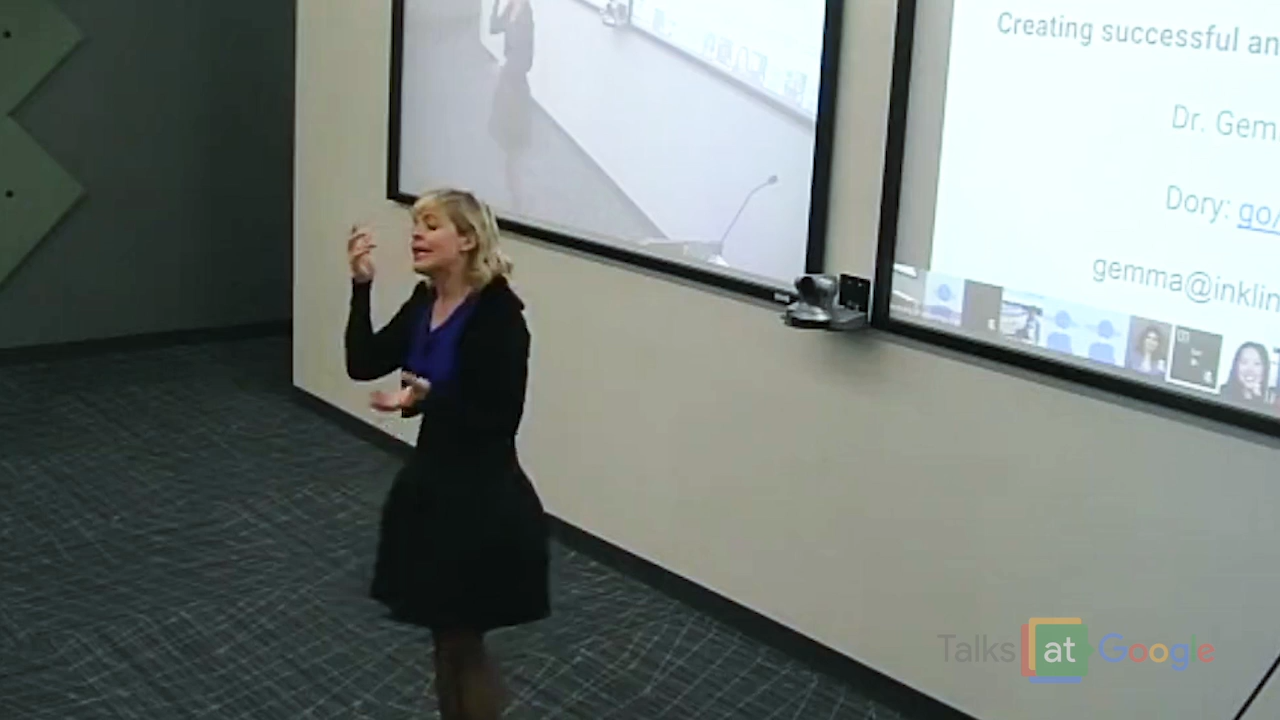 Creating successful an
Dr. Gem
Dory: go/
gemma@inklin
Talks at Google